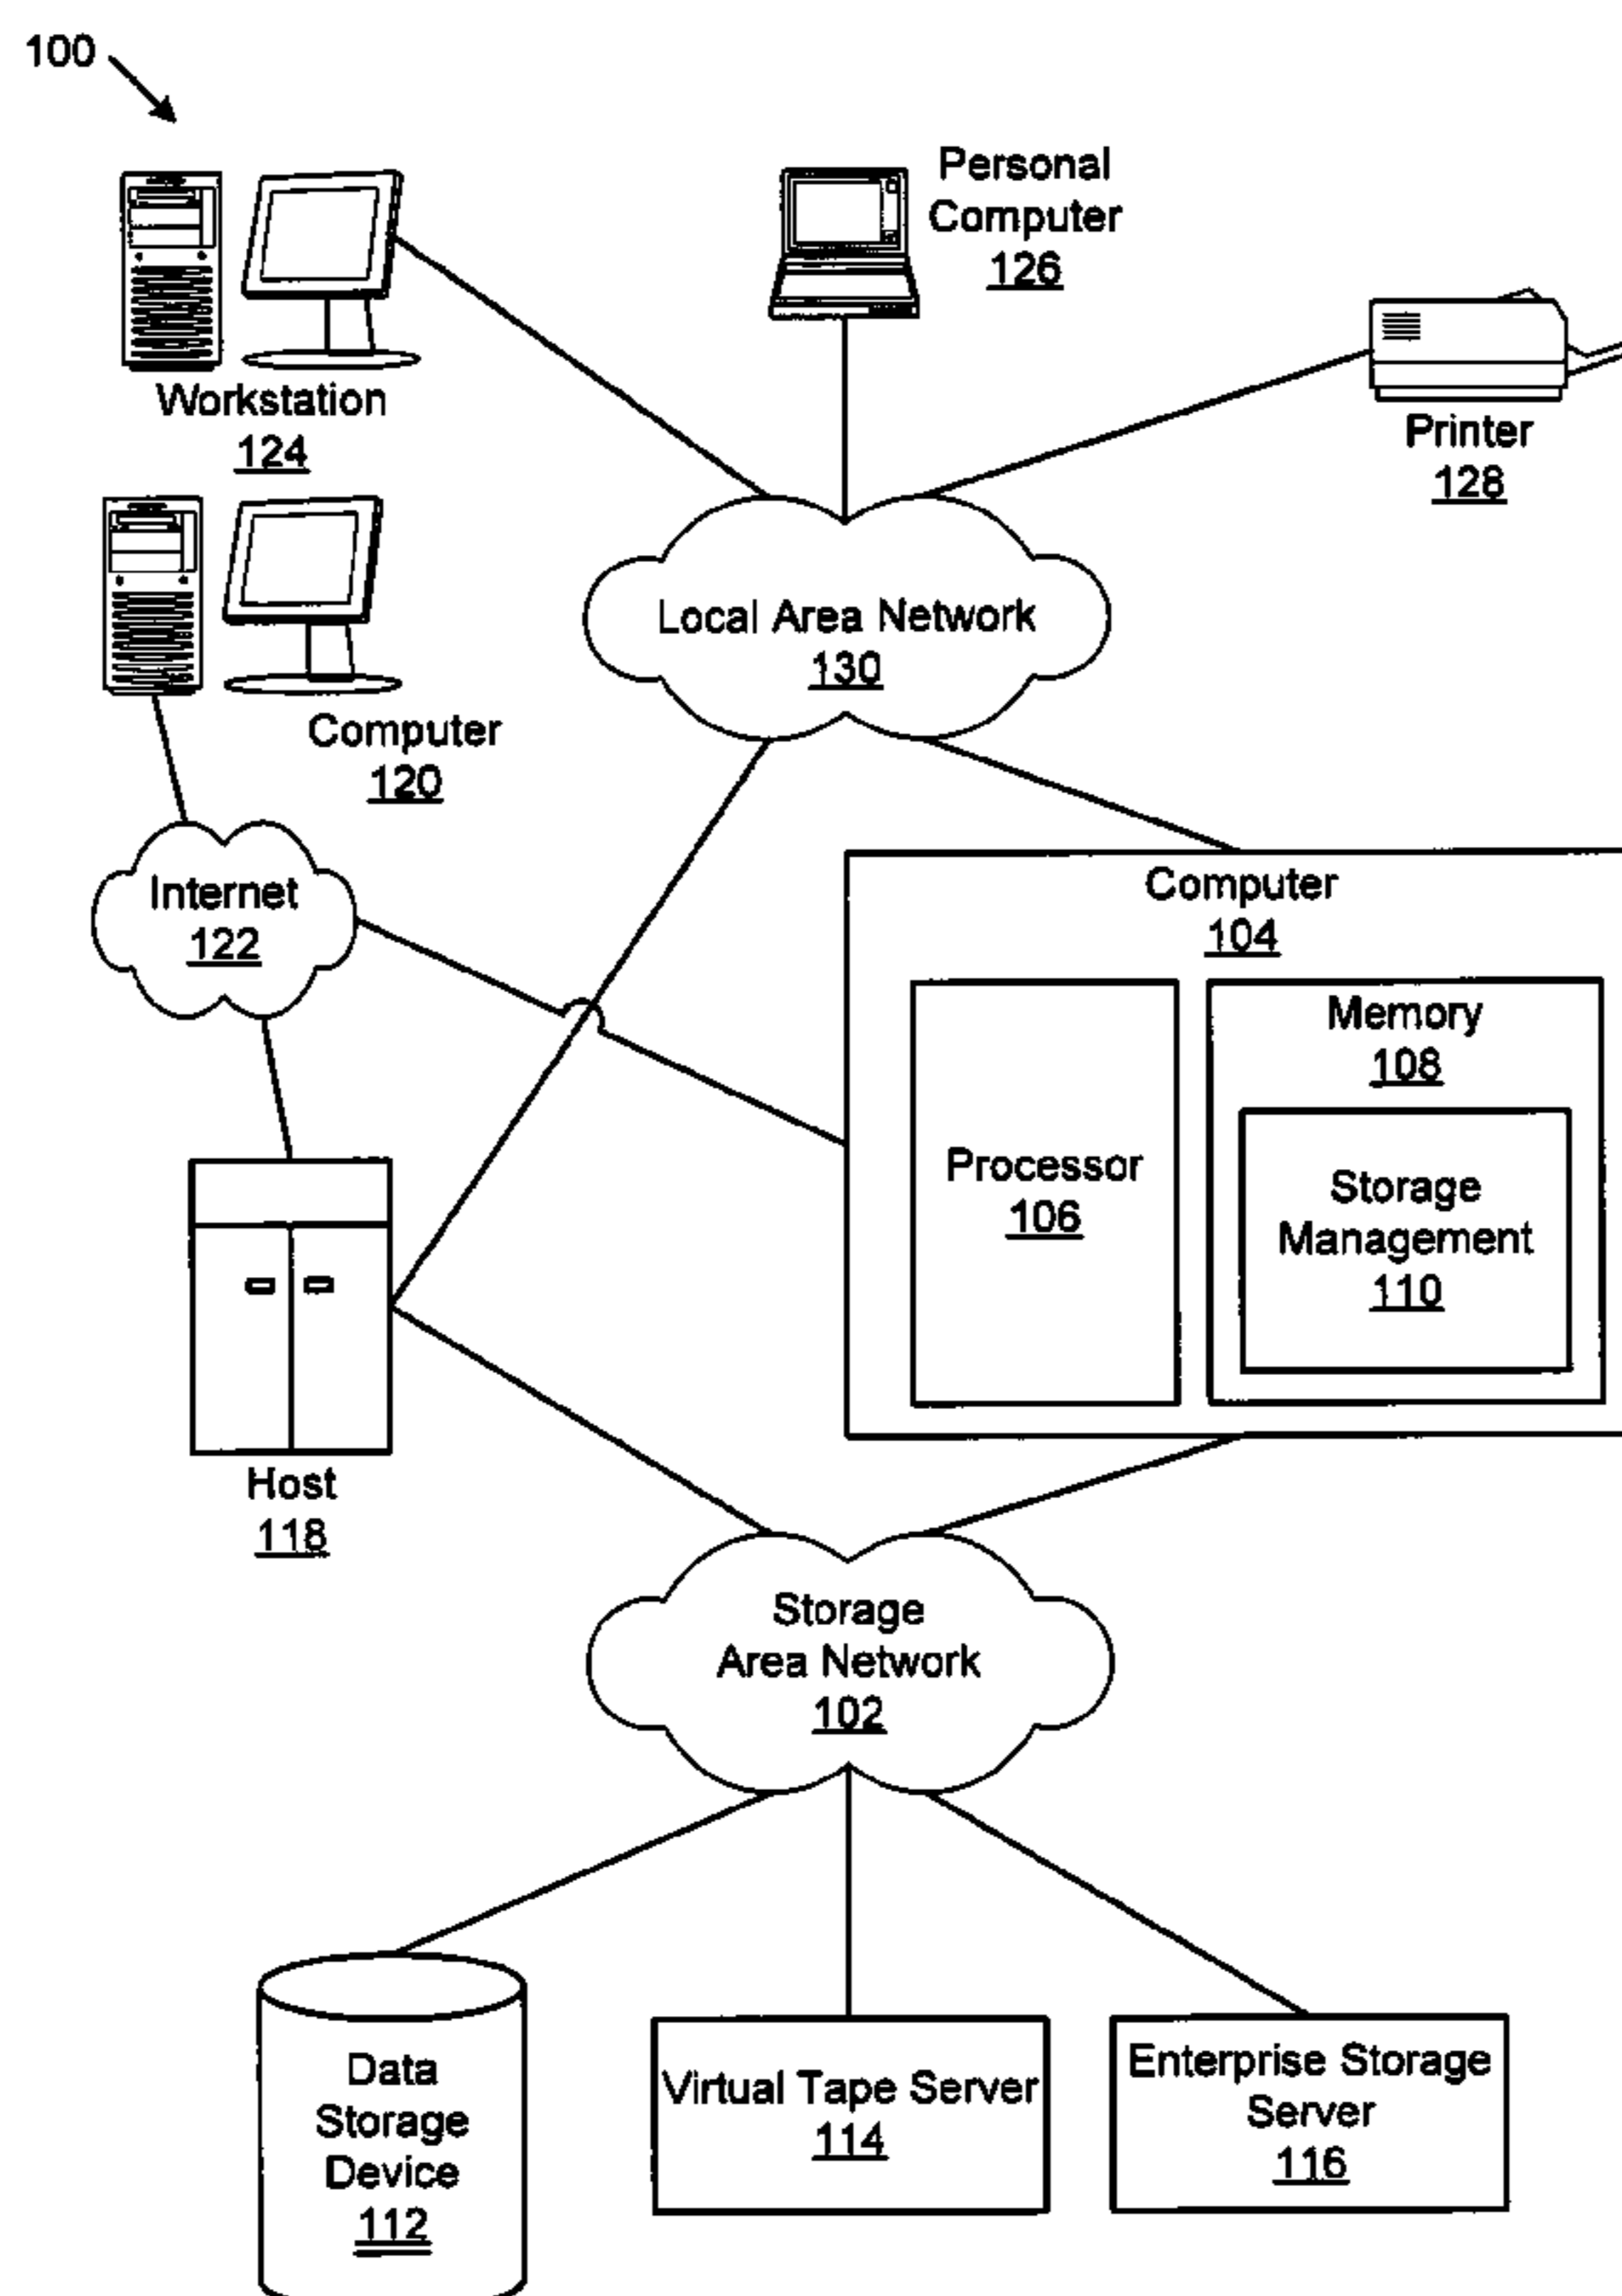 100
Personal
Computer
126
Workstation
124
Printer
128
Local Area Network
130
Computer
120
Internet
122
Computer
104
Processor
106
Memory
108
Storage
Management
110
Host
118
Storage
Area Network
102
Data
Storage
Device
112
Virtual Tape Server
114
Enterprise Storage
Server
116